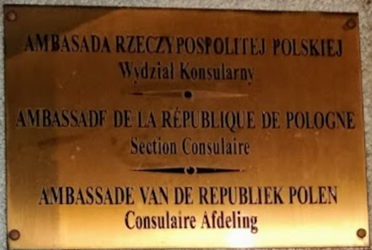 AMBASADA RZECZYPOSPOLITEJ POLSKIEJ
Wydział Konsularny
AMBASSADE DE LA RÉPUBLIQUE DE POLOGNE
Section Consulaire
AMBASSADE VAN DE REPUBLIEK POLEN
Consulaire Afdeling